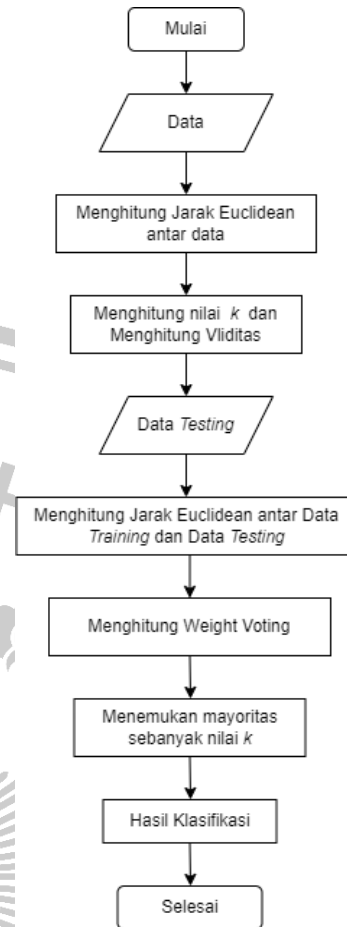 Mulai
Data
Menghitung Jarak Euclidean
antar data
Menghitung nilai k dan
Menghitung Vliditas
Data Testing
Menghitung Jarak Euclidean antar Data
Training dan Data Testing
Menghitung Weight Voting
Menemukan mayoritas
sebanyak nilai k
Hasil Klasifikasi
Selesai